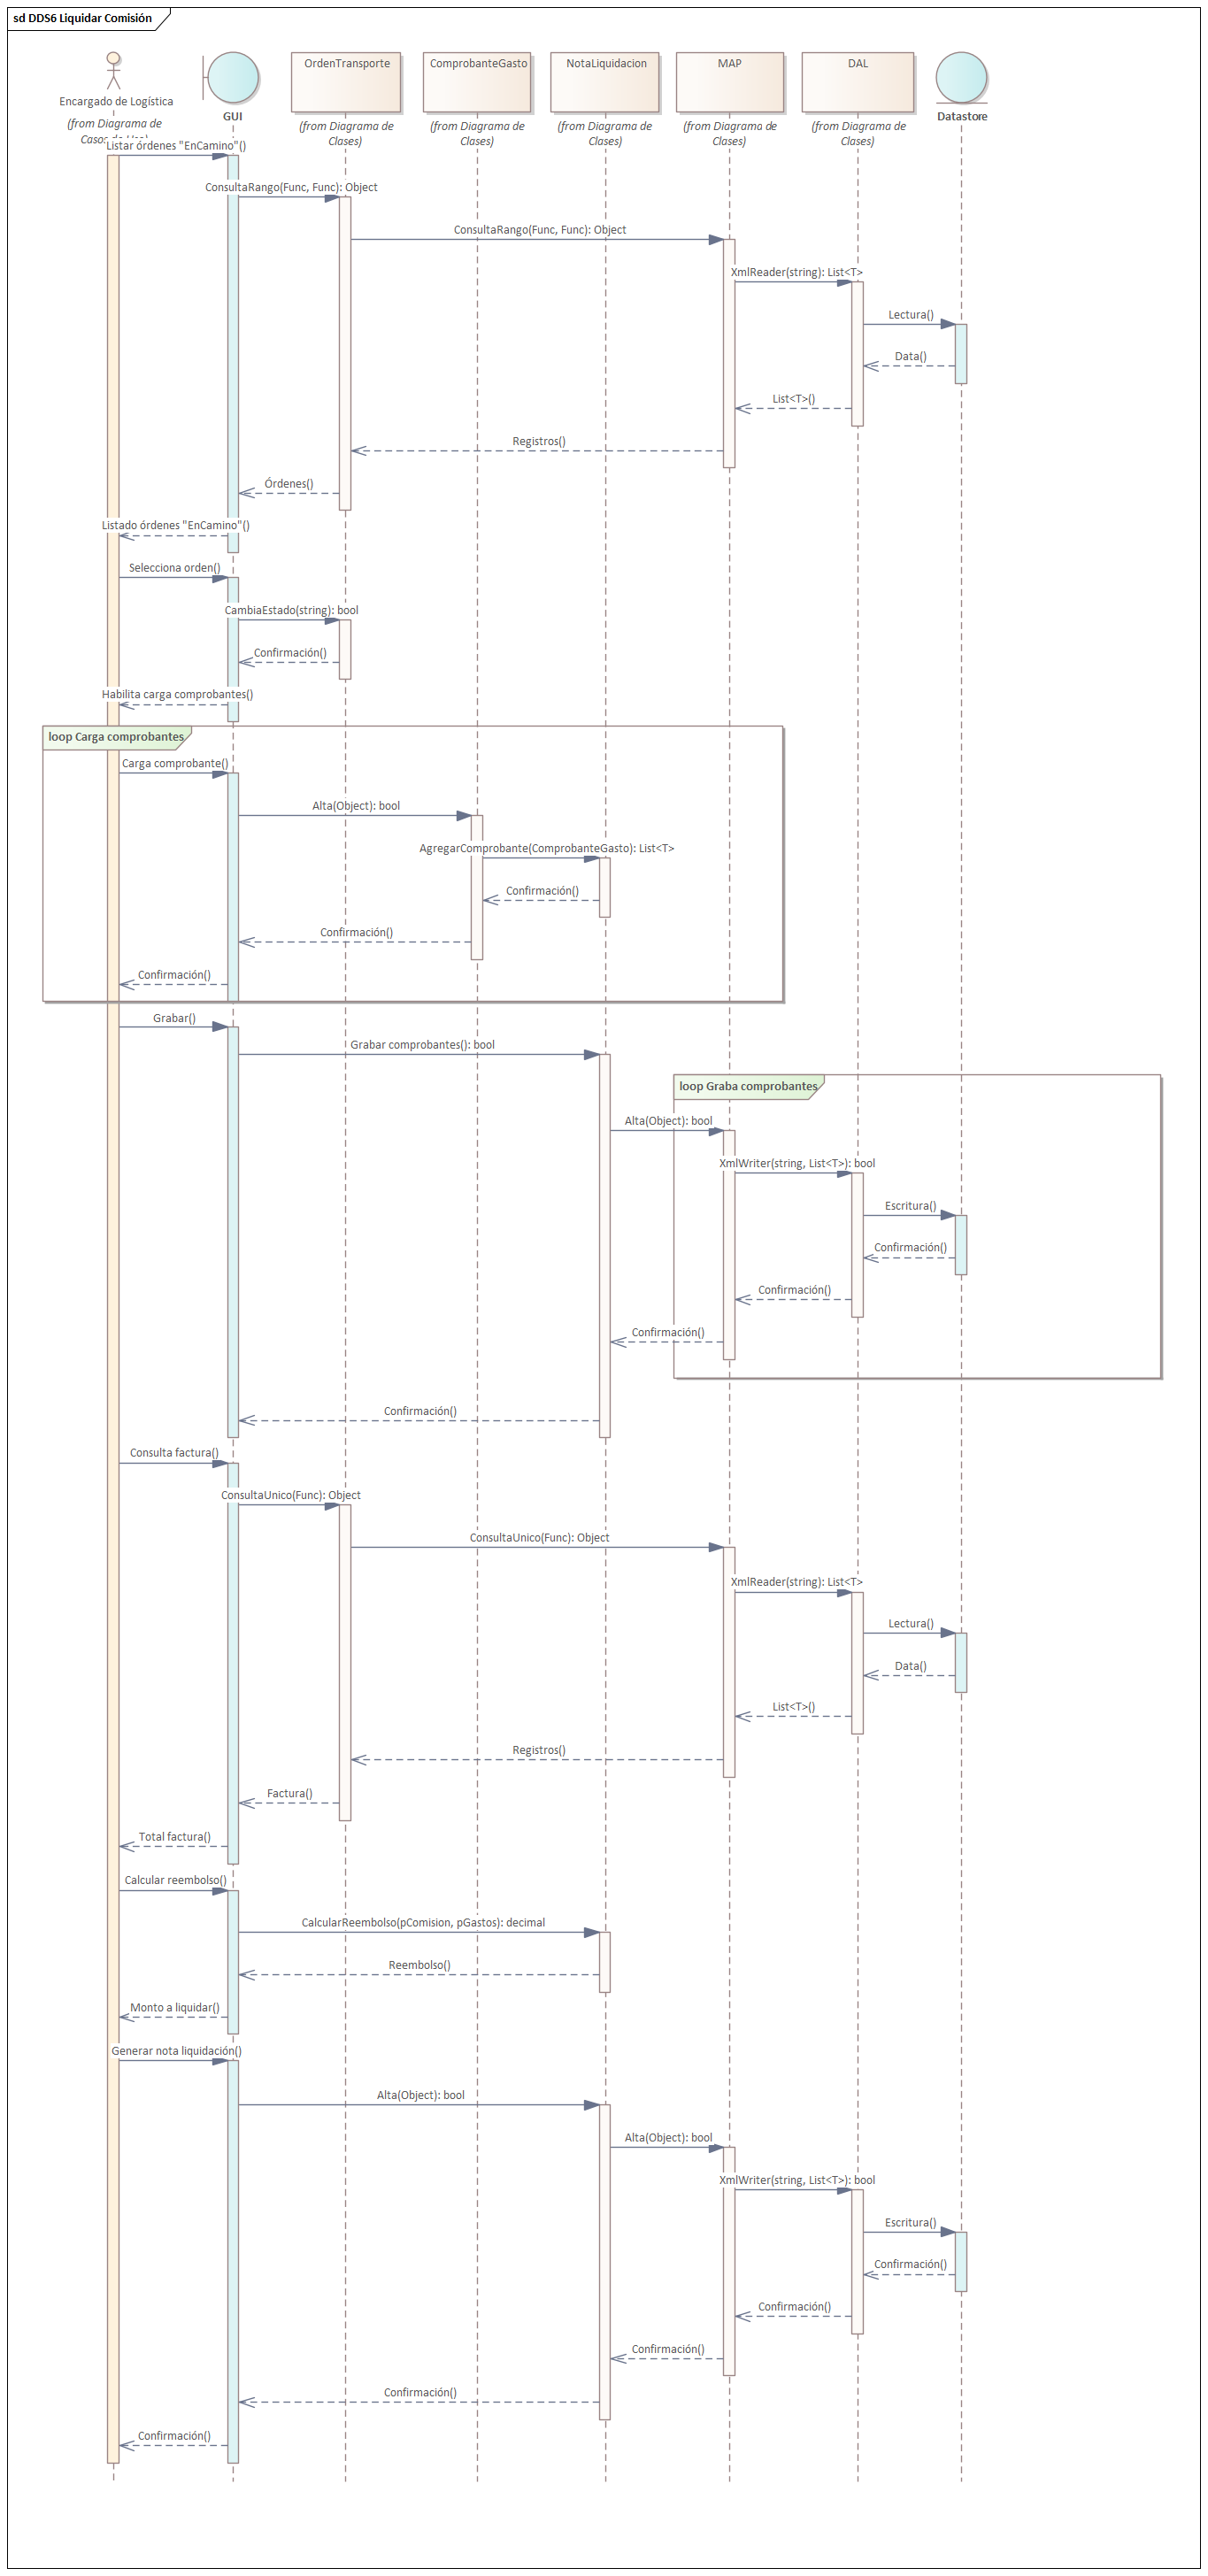 sd DDS6 Liquidar Comisión
OrdenTransporte
ComprobanteGasto
NotaLiquidacion
MAP
DAL
Encargado de Logística
GUI
Datastore
(from Diagrama de
(from Diagrama de
Clases)
(from Diagrama de
Clases)
(from Diagrama de
Clases)
(from Diagrama de
Clases)
(from Diagrama de
Clases)
Listar órdenes "EnCamino"()
ConsultaRango(Func, Func): Object
ConsultaRango(Func, Func): Object
XmlReader(string): List<T>
Lectura()
Data()
List<T>()
Registros()
Órdenes()
Listado órdenes "EnCamino"()
Selecciona orden()
CambiaEstado(string): bool
Confirmación()
Habilita carga comprobantes()
loop Carga comprobantes
Carga comprobante()
Alta(Object): bool
AgregarComprobante(ComprobanteGasto): List<T>
Confirmación()
Confirmación()
Confirmación()
Grabar()
Grabar comprobantes(): bool
loop Graba comprobantes
Alta(Object): bool
XmlWriter(string, List<T>): bool
Escritura()
Confirmación()
Confirmación()
Confirmación()
Confirmación()
Consulta factura()
ConsultaUnico(Func): Object
ConsultaUnico(Func): Object
XmlReader(string): List<T>
Lectura()
Data()
List<T>()
Registros()
Factura()
Total factura()
Calcular reembolso()
CalcularReembolso(pComision, pGastos): decimal
Reembolso()
Monto a liquidar()
Generar nota liquidación()
Alta(Object): bool
Alta(Object): bool
XmlWriter(string, List<T>): bool
Escritura()
Confirmación()
Confirmación()
Confirmación()
Confirmación()
Confirmación()